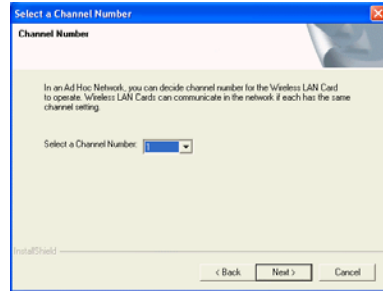 Select a Channel Number
Channel Number
In an Ad Hoc Network, you can decide channel number for the Wireless LAN Card
to operate. Wireless LAN Cards can communicate in the network if each has the same
channel setting.
Select a Channel Number: 1
InstallShield
< Back Next > Cancel